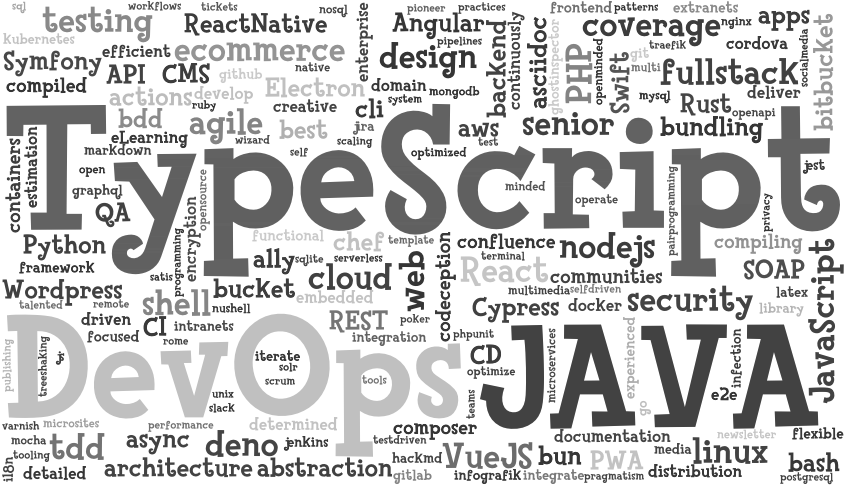 sql
workflows
tickets
nosql
pioneer
practices
frontend
patterns
extranets
testing
ReactNative
enterprise
Angular
coverage
nginx
apps
kubernetes
efficient
ecommerce
design
pipelines
backend
continuously
asciidoc
ghostinspector
PHP
openminded
Swift
git
traefik
cordova
socialmedia
bitbucket
Symfony
API
CMS
github
native
domain
multi
fullstack
compiled
actions
develop
Electron
system
mongodb
mysql
Rust
deliver
ruby
creative
cli
openapi
bdd
agile
best
jira
aws
senior
bundling
containers
estimation
eLearning
wizard
scaling
test
markdown
self
optimized
jest
TypeScript
open
graphql
opensource
minded
operate
pairprogramming
privacy
QA
encryption
Python
programming
functional
chef
template
codeception
confluence
nodejs
compiling
framework
satis
ally
sqlite
serverless
cloud
web
terminal
React
communities
SOAP
JavaScript
Wordpress
bucket
embedded
multimedia
selfdriven
latex
talented
remote
shell
nushell
Cypress
docker
security
library
driven
CI
intranets
REST
poker
focused
rome
integration
phpunit
DevOps
JAVA
publishing
treeshaking
qs
iterate
solr
scrum
tools
CD
optimize
microservices
experienced
go
infection
e2e
unix
slack
teams
varnish
microsites
performance
determined
composer
documentation
newsletter
flexible
mocha
tdd
async
deno
jenkins
testdriven
hackmd
VueJS
bun
PWA
media
linux
i18n
tooling
detailed
architecture
abstraction
gitlab
infografiK
integrate
pragmatism
distribution
bash
postgresql